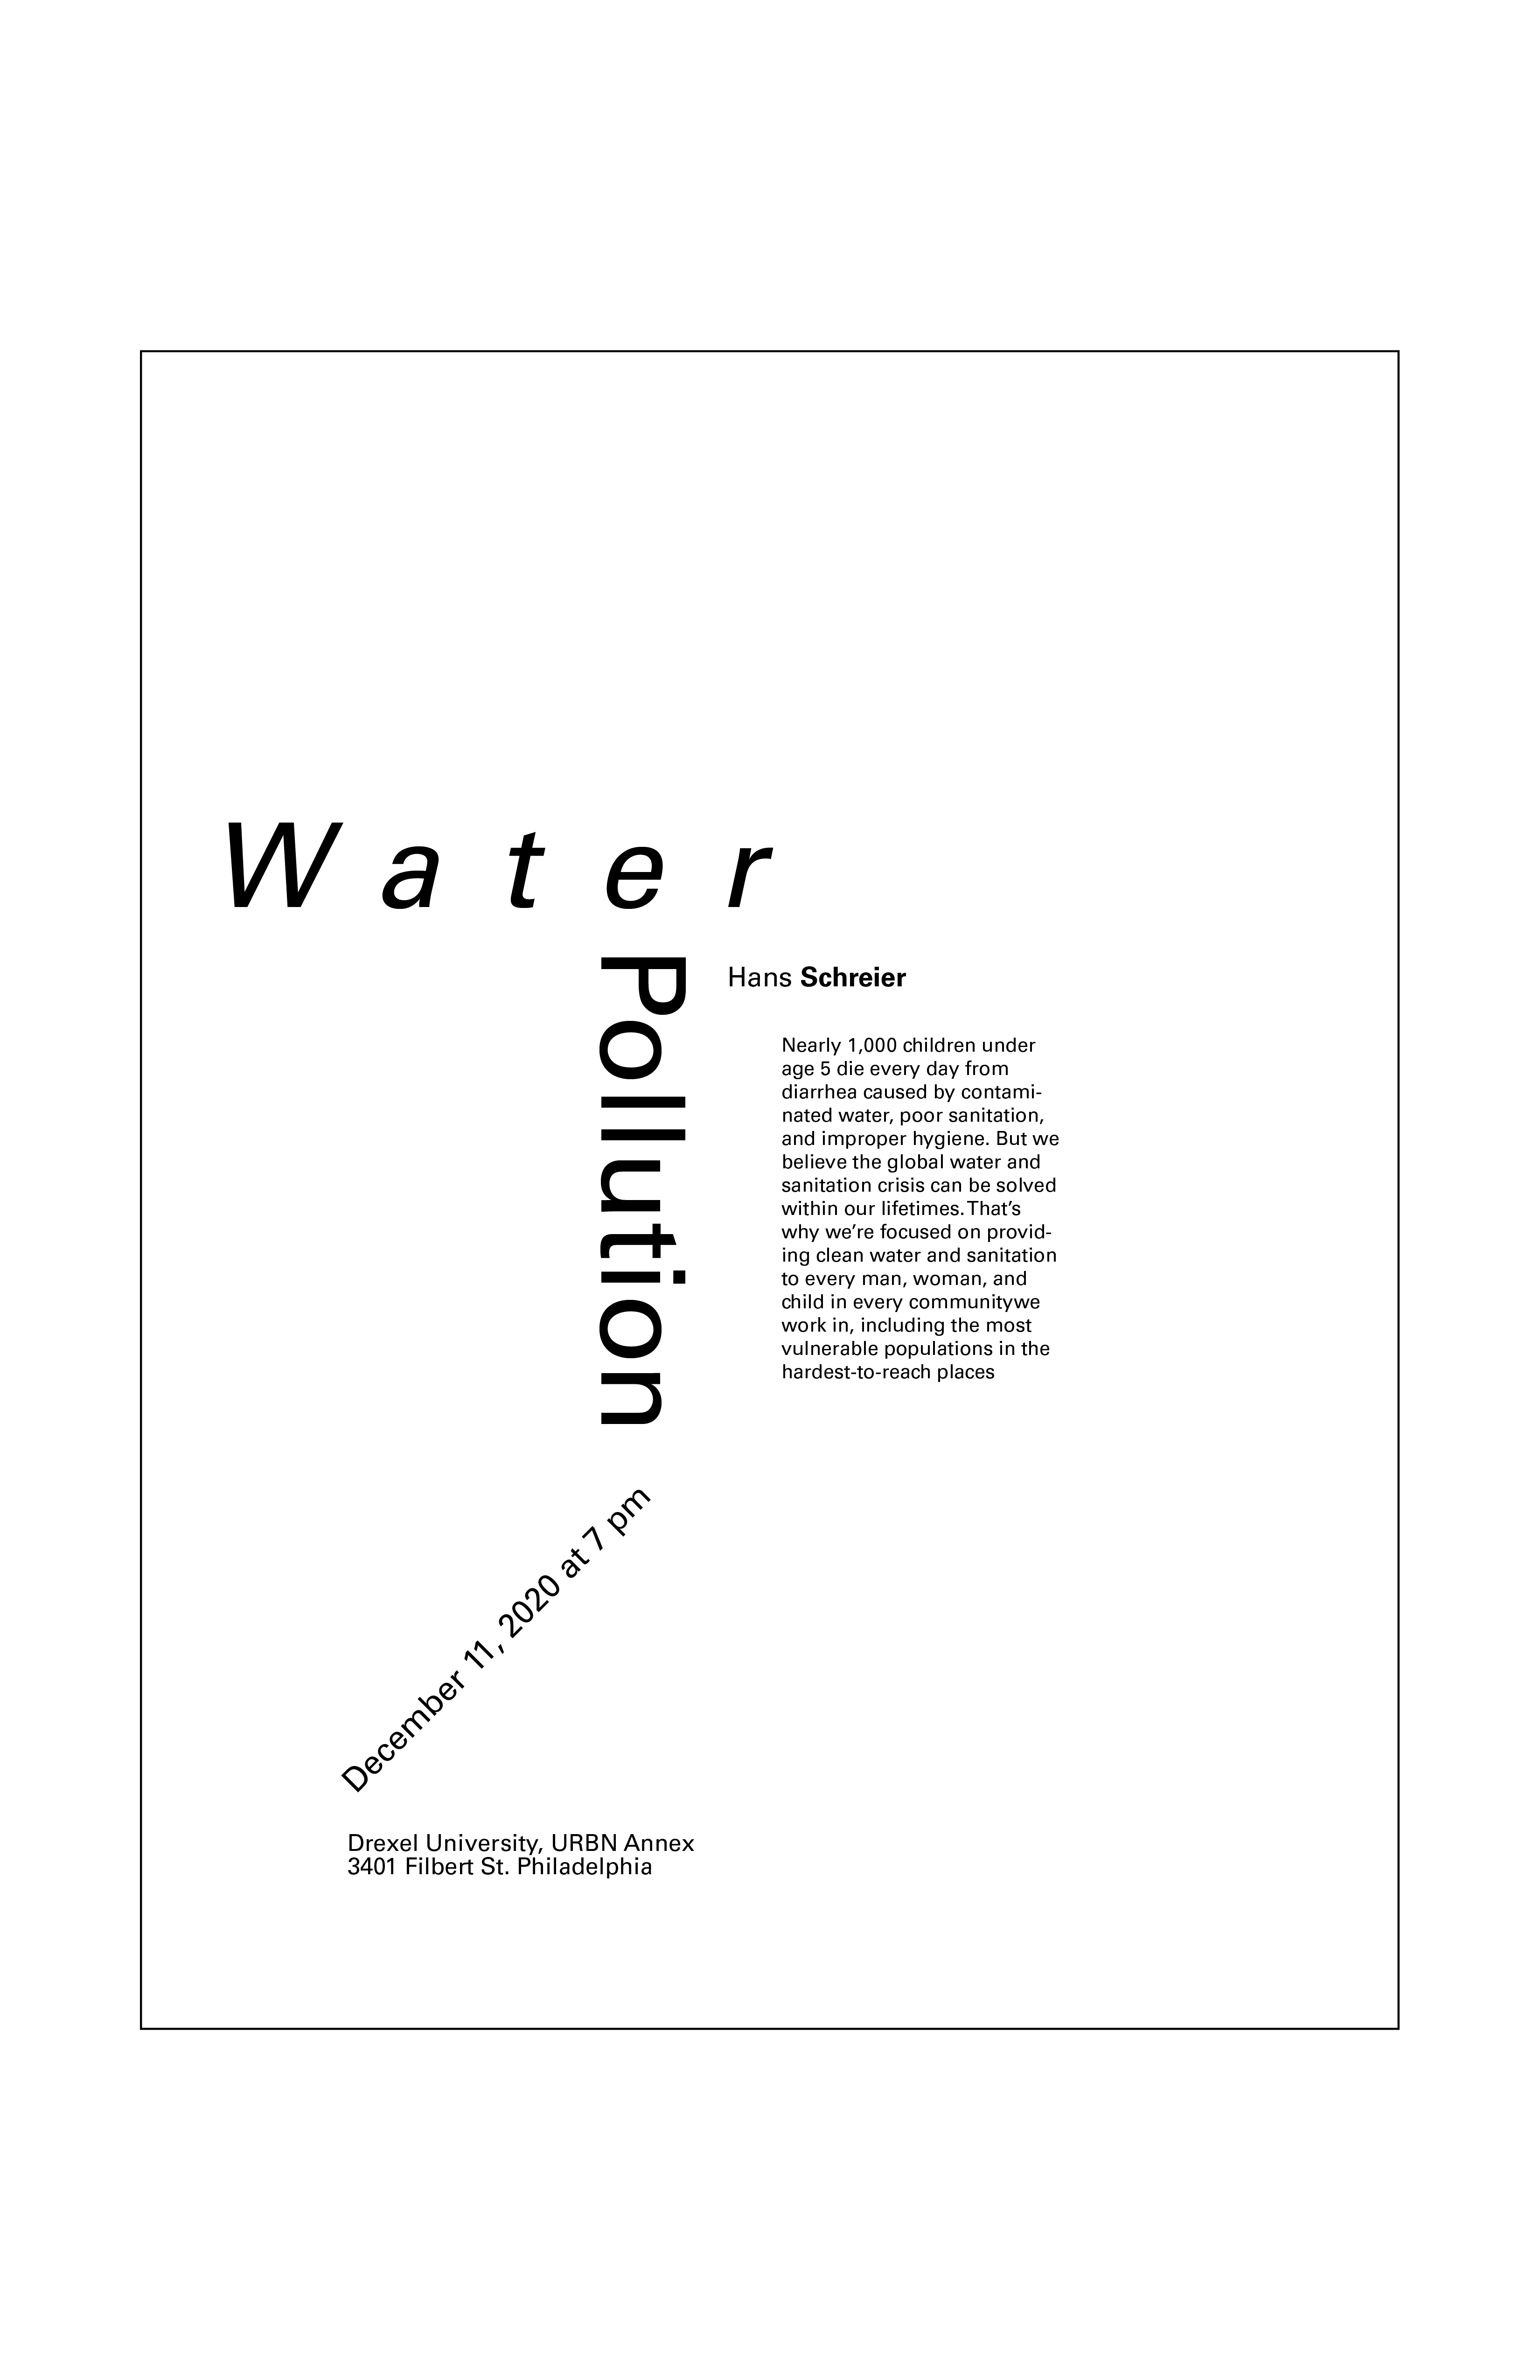 Water
Pollution
Hans Schreier
Nearly 1,000 children under
age 5 die every day from
diarrhea caused by contami-
nated water, poor sanitation,
and improper hygiene. But we
believe the global water and
sanitation crisis can be solved
within our lifetimes. That’s
why we’re focused on provid-
ing clean water and sanitation
to every man, woman, and
child in every communitywe
work in, including the most
vulnerable populations in the
hardest-to-reach places
December 11, 2020 at 7 pm
Drexel University, URBN Annex
3401 Filbert St. Philadelphia